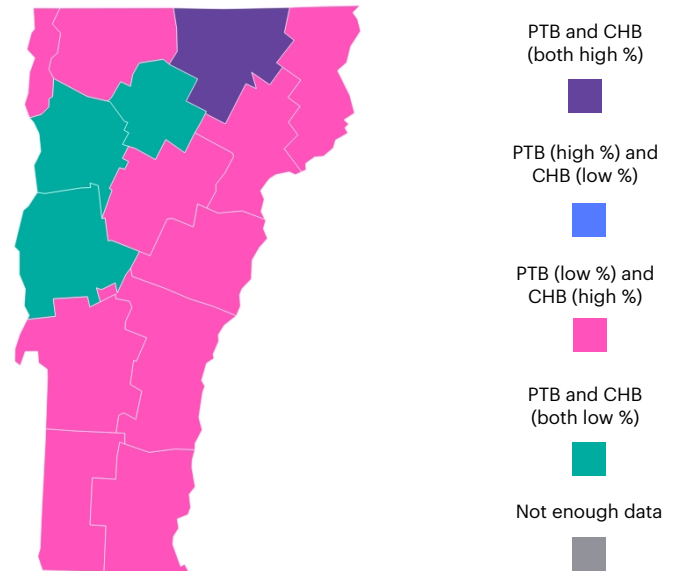 PTB and CHB
(both high %)
PTB (high %) and
CHB (low %)
PTB (low %) and
CHB (high %)
PTB and CHB
(both low %)
Not enough data